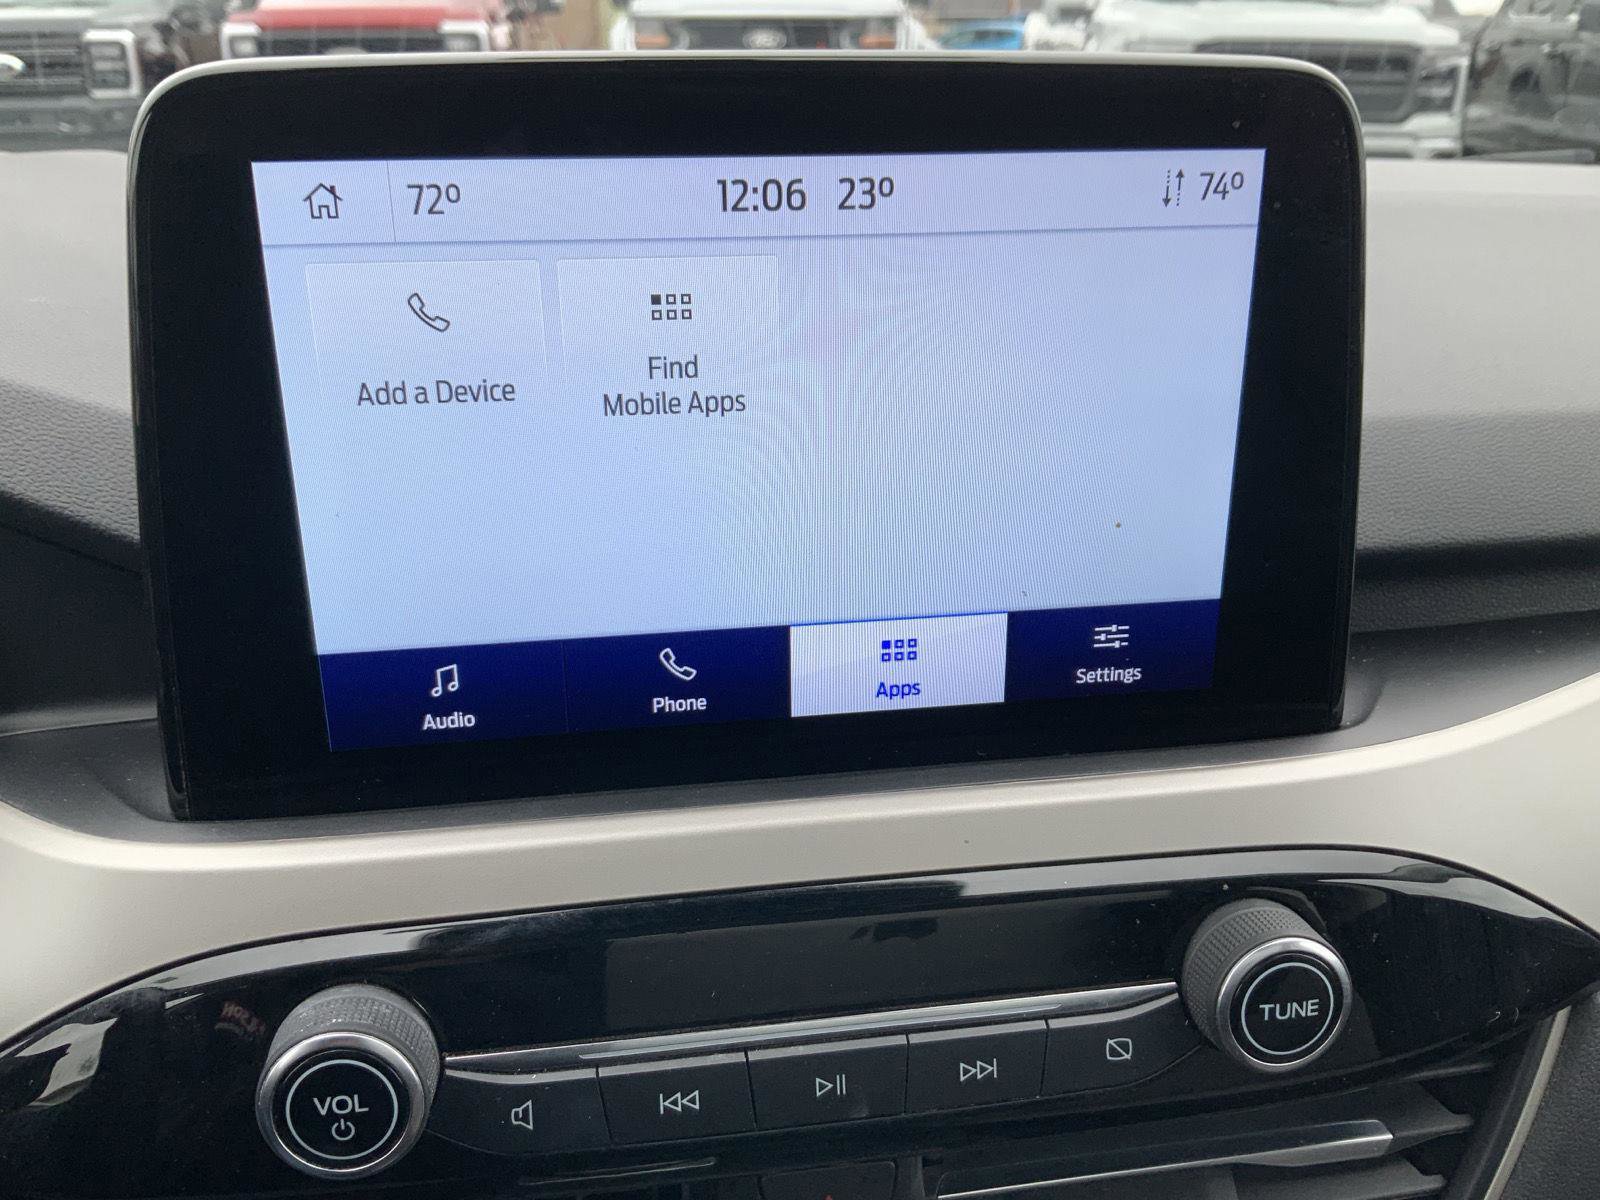 72° 12:06 23° 74°
Add a Device
Find
Mobile Apps
Audio
Phone
Apps
Settings
VOL
TUNE